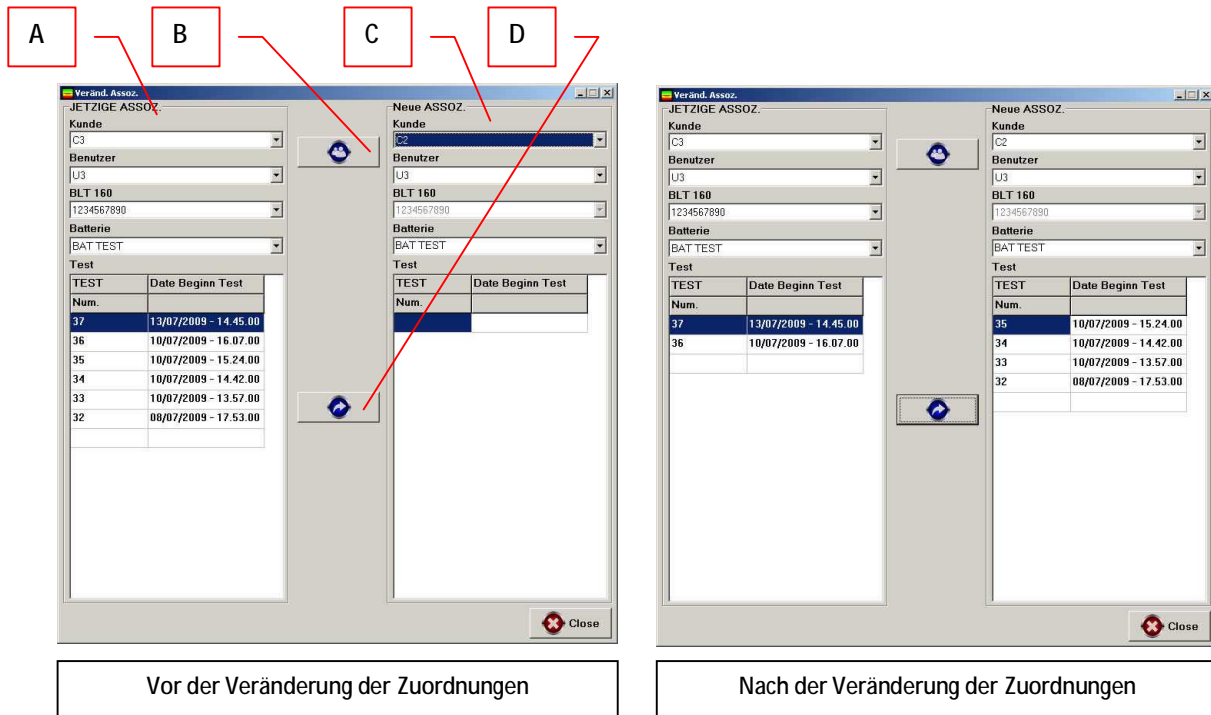 A B C D
Veränd. Assoz.
JETZIGE ASSOZ.
Kunde
C3
Benutzer
U3
BLT 160
1234567890
Batterie
BAT TEST
Test
TEST Date Beginn Test
Num.
37 13/07/2009 - 14.45.00
36 10/07/2009 - 16.07.00
35 10/07/2009 - 15.24.00
34 10/07/2009 - 14.42.00
33 10/07/2009 - 13.57.00
32 08/07/2009 - 17.53.00
Neue ASSOZ.
Kunde
C2
Benutzer
U3
BLT 160
1234567890
Batterie
BAT TEST
Test
TEST Date Beginn Test
Num.
Close
Vor der Veränderung der Zuordnungen
Veränd. Assoz.
JETZIGE ASSOZ.
Kunde
C3
Benutzer
U3
BLT 160
1234567890
Batterie
BAT TEST
Test
TEST Date Beginn Test
Num.
37 13/07/2009 - 14.45.00
36 10/07/2009 - 16.07.00
Neue ASSOZ.
Kunde
C2
Benutzer
U3
BLT 160
1234567890
Batterie
BAT TEST
Test
TEST Date Beginn Test
Num.
35 10/07/2009 - 15.24.00
34 10/07/2009 - 14.42.00
33 10/07/2009 - 13.57.00
32 08/07/2009 - 17.53.00
Close
Nach der Veränderung der Zuordnungen